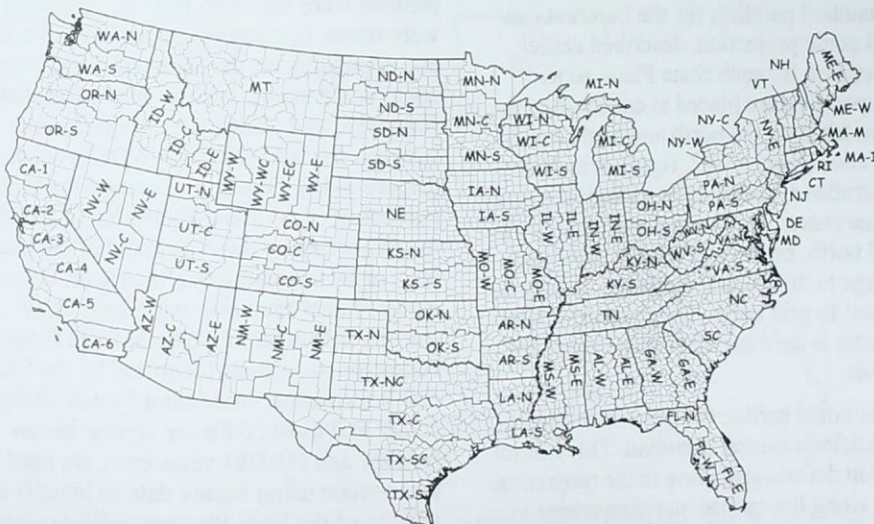 WA-N
WA-S
OR-N
OR-S
ID-W
ID-C
ID-E
MT
ND-N
ND-S
SD-N
SD-S
MN-N
MN-C
MN-S
WI-N
WI-C
WI-S
MI-N
MI-C
MI-S
NH
VT
ME-E
ME-W
MA-M
NY-C
NY-W
NY-E
RI
CT
NJ
DE
MD
CA-1
CA-2
CA-3
CA-4
CA-5
CA-6
NV-W
NV-C
NV-E
UT-N
UT-C
UT-S
WY-W
WY-WC
WY-EC
WY-E
CO-N
CO-C
CO-S
NE
KS-N
KS - S
IA-N
IA-S
IL-W
IL-E
IN-W
IN-E
OH-N
OH-S
PA-N
PA-S
WV-N
WV-S
VA-N
VA-S
KY-N
KY-S
MO-W
MO-C
MO-E
AZ-W
AZ-C
AZ-E
NM-W
NM-C
NM-E
OK-N
OK-S
TX-N
TX-NC
TX-C
TX-SC
TX-S
AR-N
AR-S
LA-N
LA-S
TN
NC
SC
MS-W
MS-E
AL-W
AL-E
GA-W
GA-E
FL-N
FL-W
FL-E